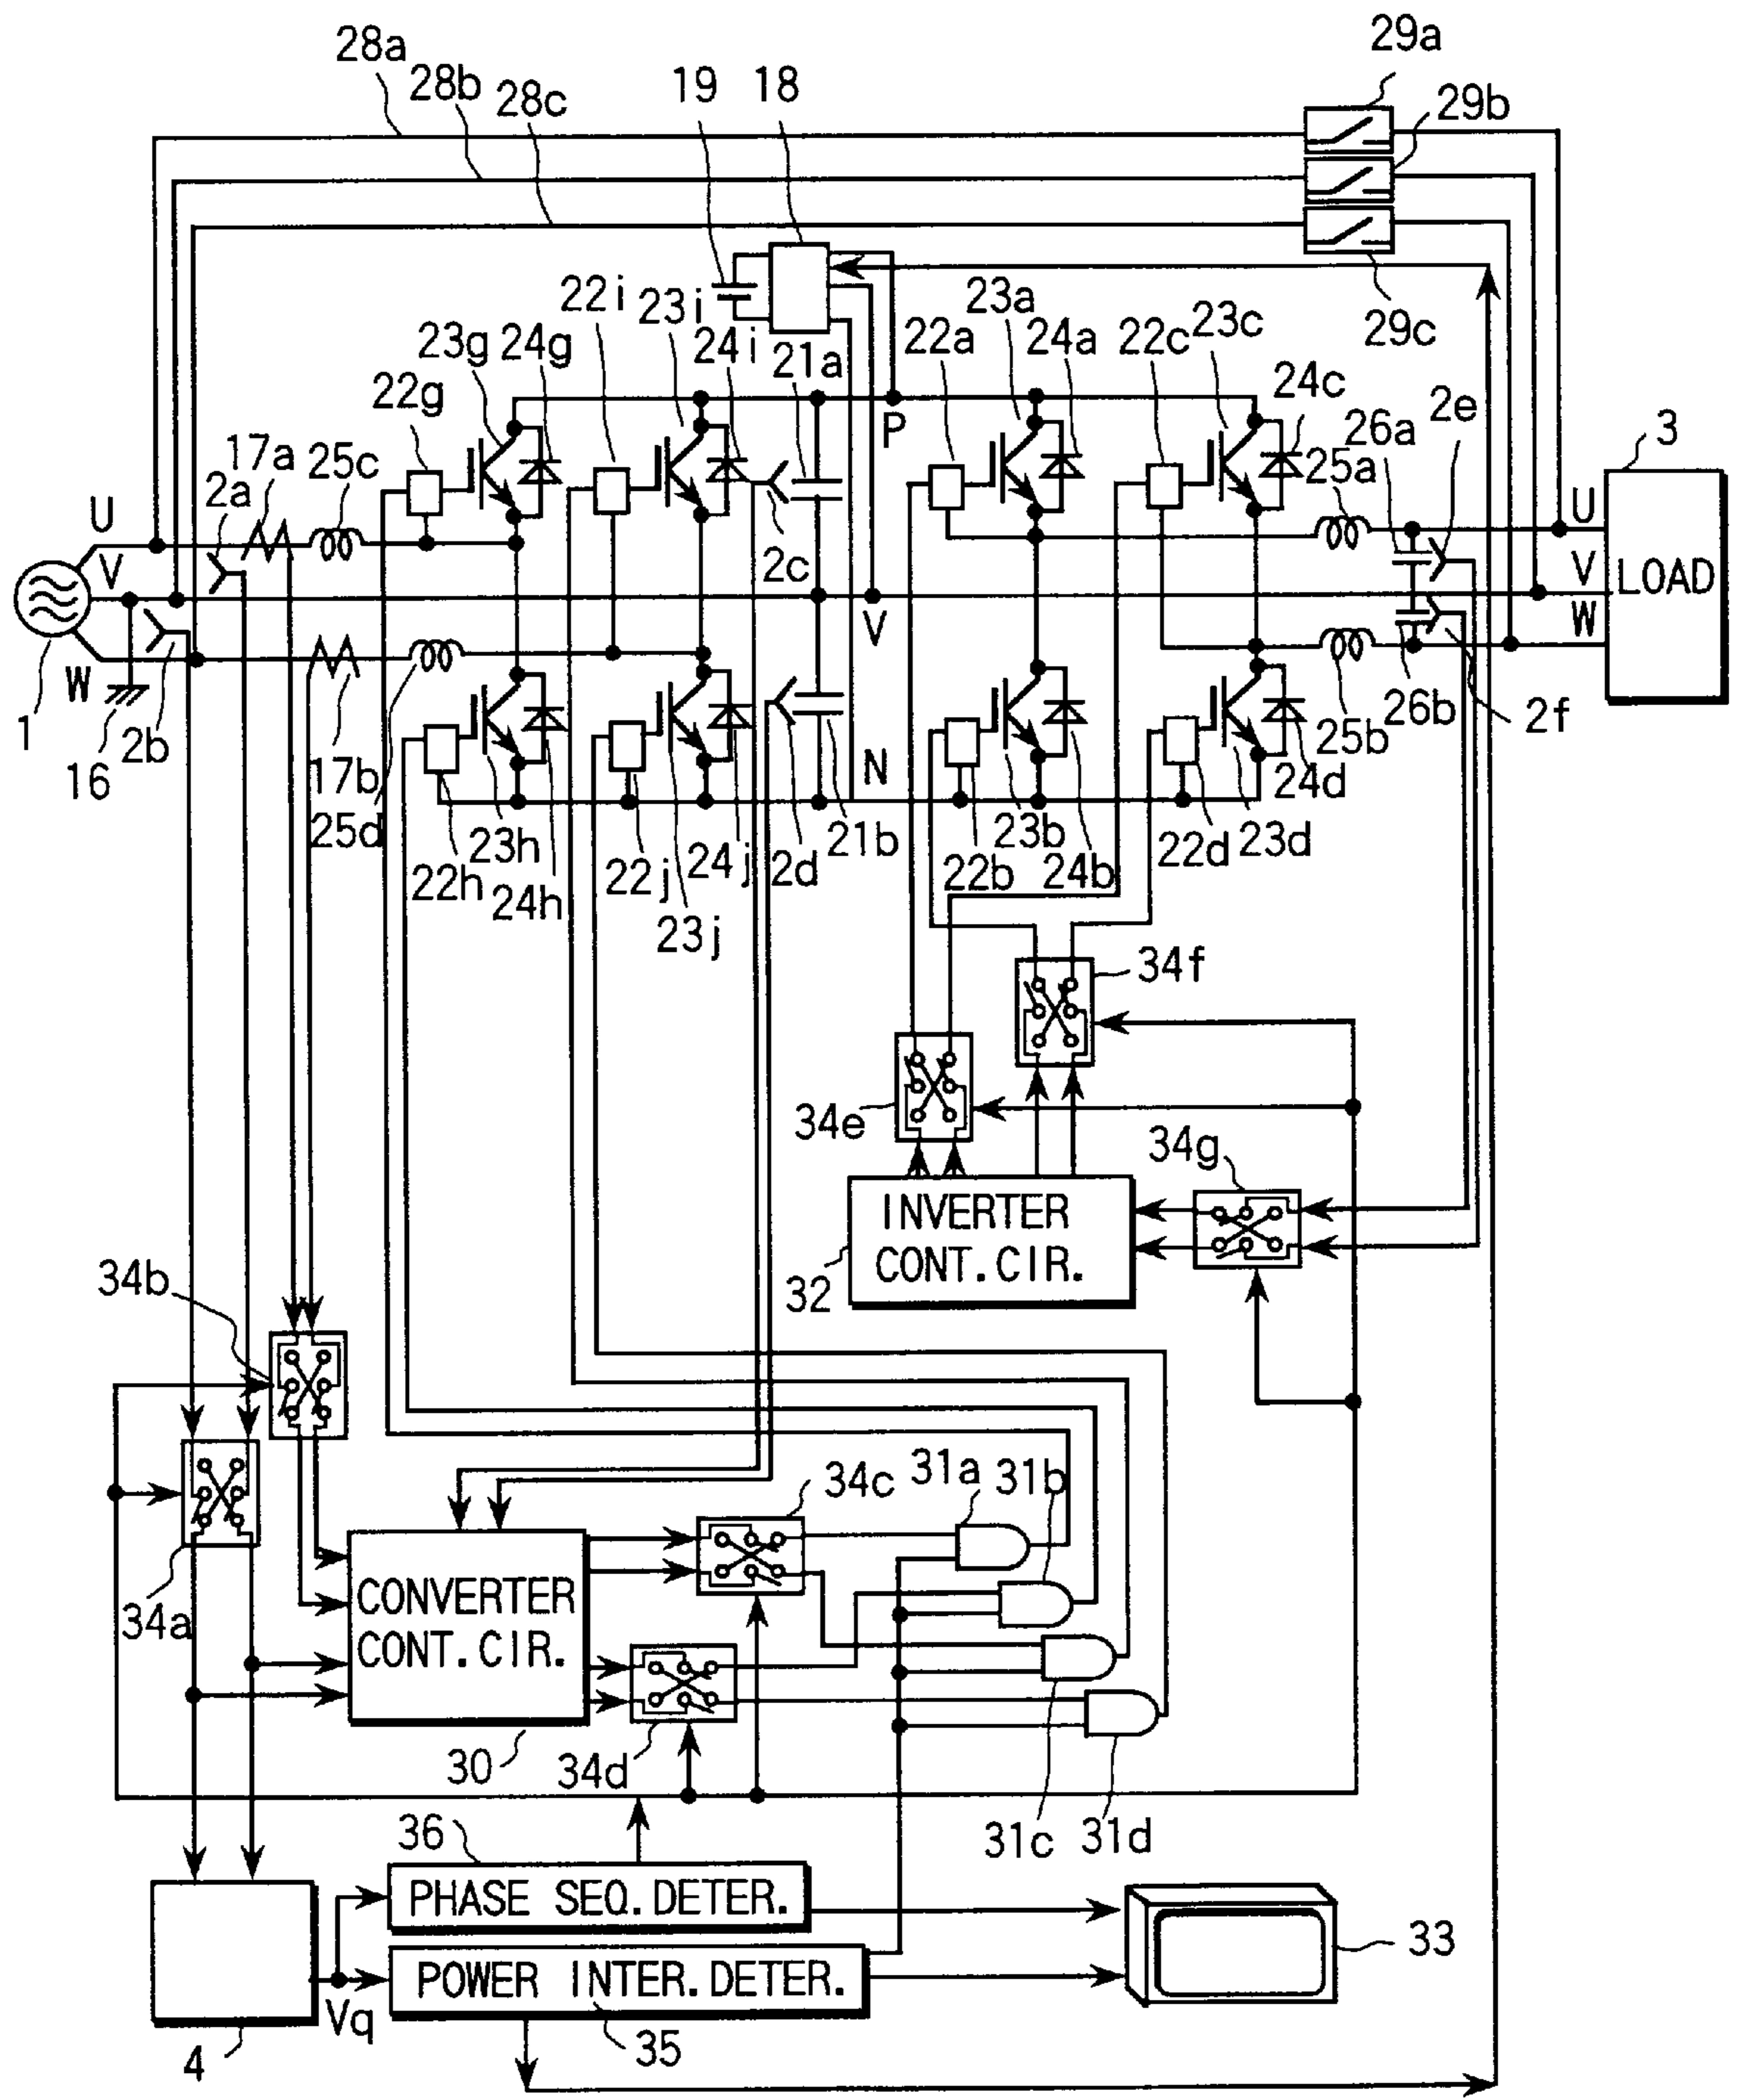 28a
28b
28c
19
18
29a
29b
29c
22i
23i
24i
21a
23g
24g
22g
22a
23a
24a
22c
23c
24c
2e
26a
25a
3
17a
25c
2a
P
U
V
W
2c
V
U
V
W
LOAD
1
16
2b
17b
25d
N
26b
2f
25b
24d
23h
22h
24h
22j
24j
23j
2d
21b
23b
22b
24b
22d
23d
34f
34e
34g
INVERTER
CONT.CIR.
32
34b
34a
34c
31a
31b
CONVERTER
CONT.CIR.
30
34d
31c
31d
36
PHASE SEQ.DETER.
33
POWER INTER.DETER.
Vq
35
4